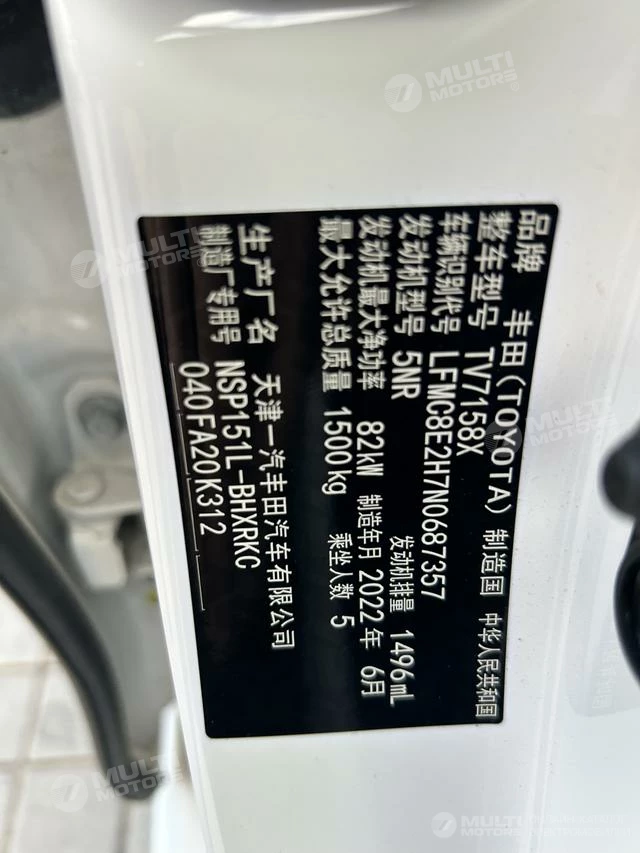 品牌 丰田(TOYOTA) 制造国 中华人民共和国
整车型号 TV7158X
车辆识别代号 LFMC8E2H7N0687357
发动机型号 5NR 发动机排量 1496mL
发动机最大净功率 82kW 制造年月 2022年 6月
最大允许总质量 1500kg 乘坐人数 5
生产厂名 天津一汽丰田汽车有限公司
制造厂专用号 NSP151L-BHXRKC
040FA20K312
MULTI
MOTORS
MULTI
MOTORS
MULTI
MOTORS
MULTI